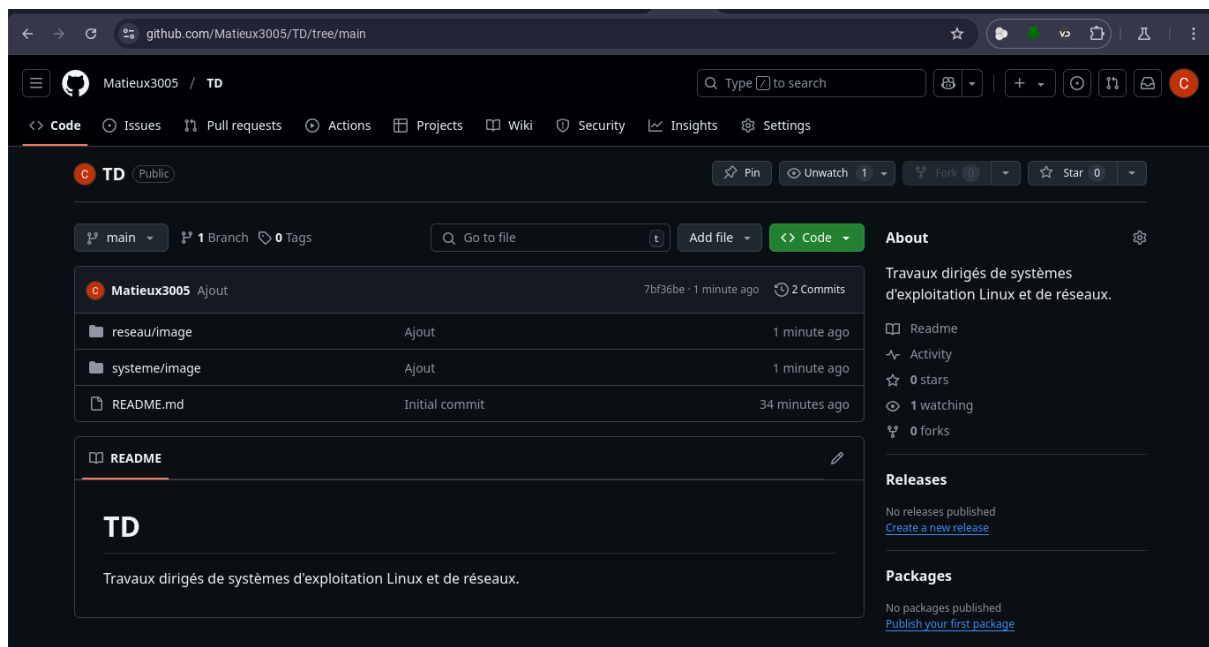 github.com/Matieux3005/TD/tree/main
Matieux3005 / TD
Type / to search
C
Code Issues Pull requests Actions Projects Wiki Security Insights Settings
C TD Public
Pin Unwatch 1 Fork 0 Star 0
main 1 Branch 0 Tags
Go to file t Add file Code
C Matieux3005 Ajout 7bf36be · 1 minute ago 2 Commits
reseau/image Ajout 1 minute ago
systeme/image Ajout 1 minute ago
README.md Initial commit 34 minutes ago
README
TD
Travaux dirigés de systèmes d'exploitation Linux et de réseaux.
About
Travaux dirigés de systèmes
d'exploitation Linux et de réseaux.
Readme
Activity
0 stars
1 watching
0 forks
Releases
No releases published
Create a new release
Packages
No packages published
Publish your first package